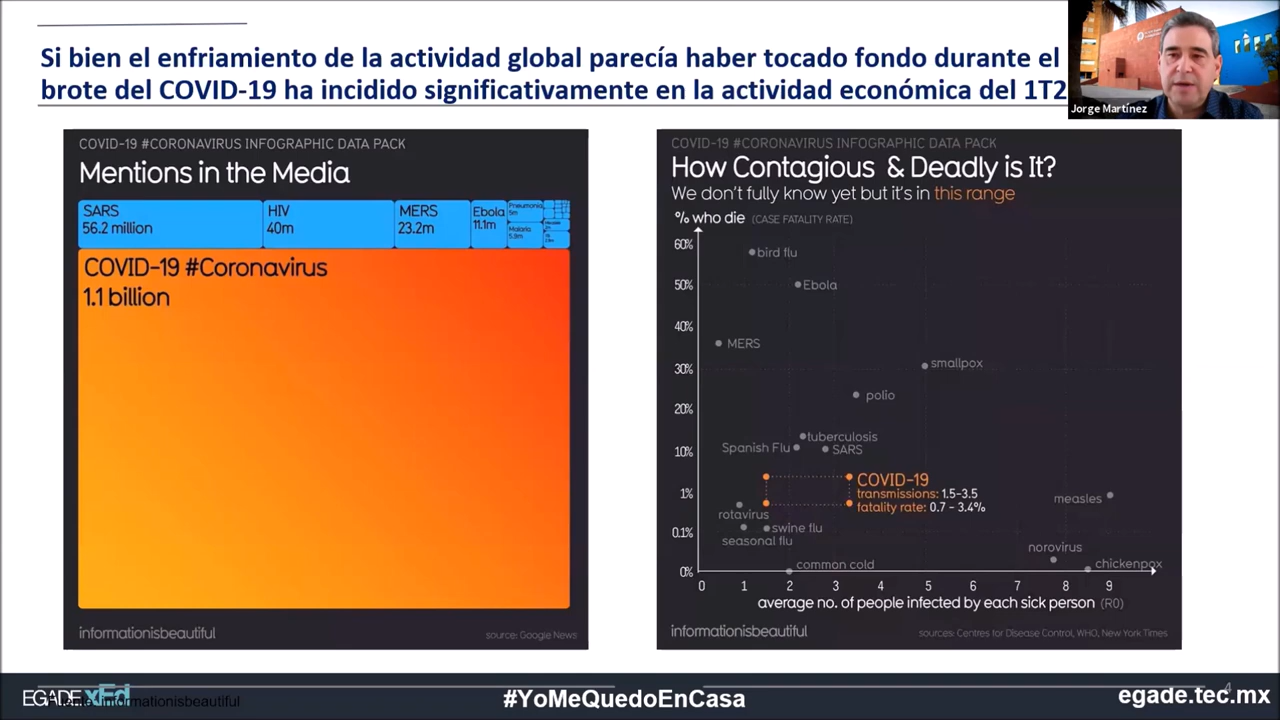 Si bien el enfriamiento de la actividad global parecía haber tocado fondo durante el
brote del COVID-19 ha incidido significativamente en la actividad económica del 1T2
Jorge Martínez
COVID-19 #CORONAVIRUS INFOGRAPHIC DATA PACK
Mentions in the Media
SARS
56.2 million
HIV
40m
MERS
23.2m
Ebola
11.1m
Pneumonia
5m
Malaria
COVID-19 #Coronavirus
1.1 billion
informationisbeautiful
source: Google News
COVID-19 #CORONAVIRUS INFOGRAPHIC DATA PACK
How Contagious & Deadly is It?
We don't fully know yet but it's in this range
% who die (CASE FATALITY RATE)
60%
bird flu
50%
Ebola
40%
MERS
30%
smallpox
polio
20%
tuberculosis
Spanish Flu
SARS
10%
COVID-19
transmissions: 1.5-3.5
fatality rate: 0.7 - 3.4%
1%
measles
rotavirus
swine flu
0.1%
seasonal flu
norovirus
common cold
chickenpox
0%
0 1 2 3 4 5 6 7 8 9
average no. of people infected by each sick person (R0)
informationisbeautiful
sources: Centres for Disease Control, WHO, New York Times
EGADE xEd
Fuente: informationisbeautiful
#YoMeQuedoEnCasa
4
egade.tec.mx